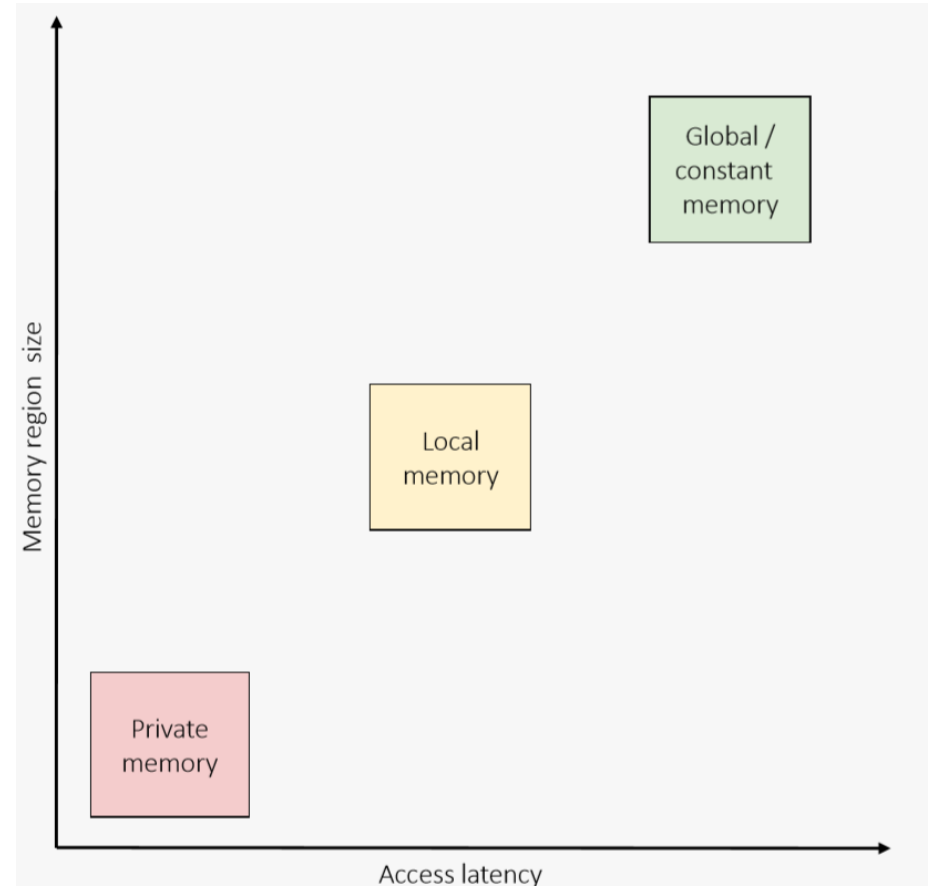 Global /
constant
memory
Memory region size
Local
memory
Private
memory
Access latency